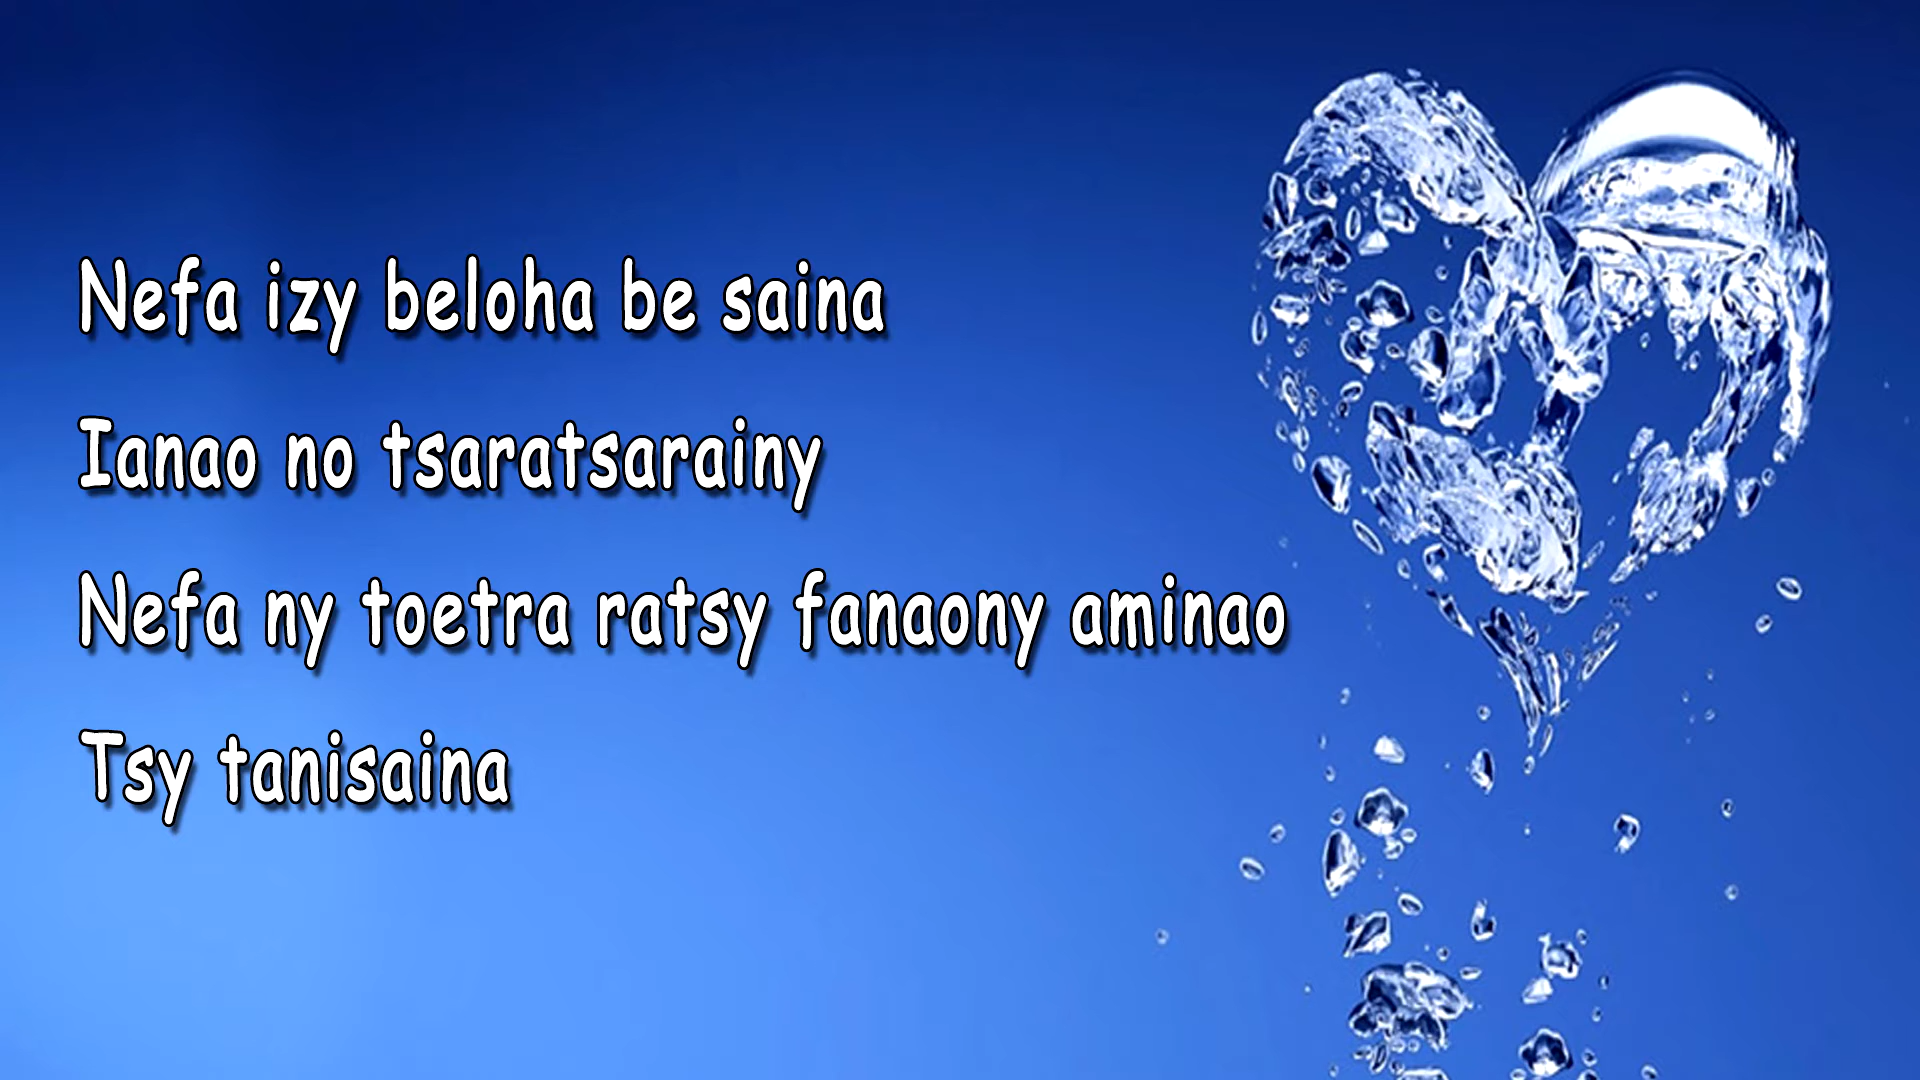 Nefa izy beloha be saina
Ianao no tsaratsarainy
Nefa ny toetra ratsy fanaony aminao
Tsy tanisaina